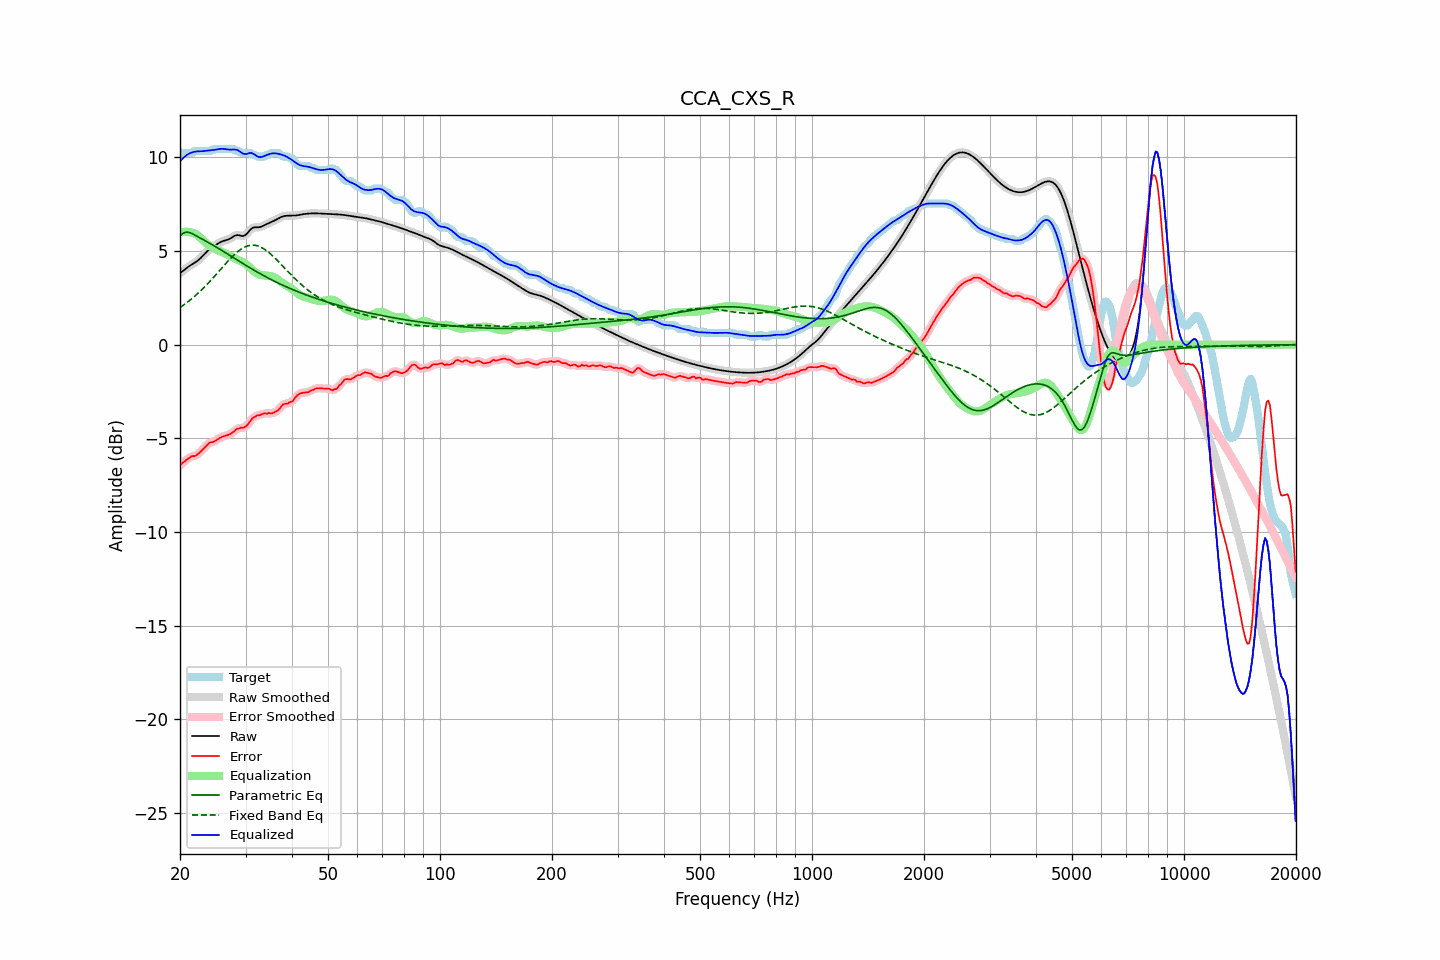 CCA_CXS_R
Amplitude (dBr)
10
5
0
−5
−10
−15
−20
−25
Target
Raw Smoothed
Error Smoothed
Raw
Error
Equalization
Parametric Eq
Fixed Band Eq
Equalized
20 50 100 200 500 1000 2000 5000 10000 20000
Frequency (Hz)